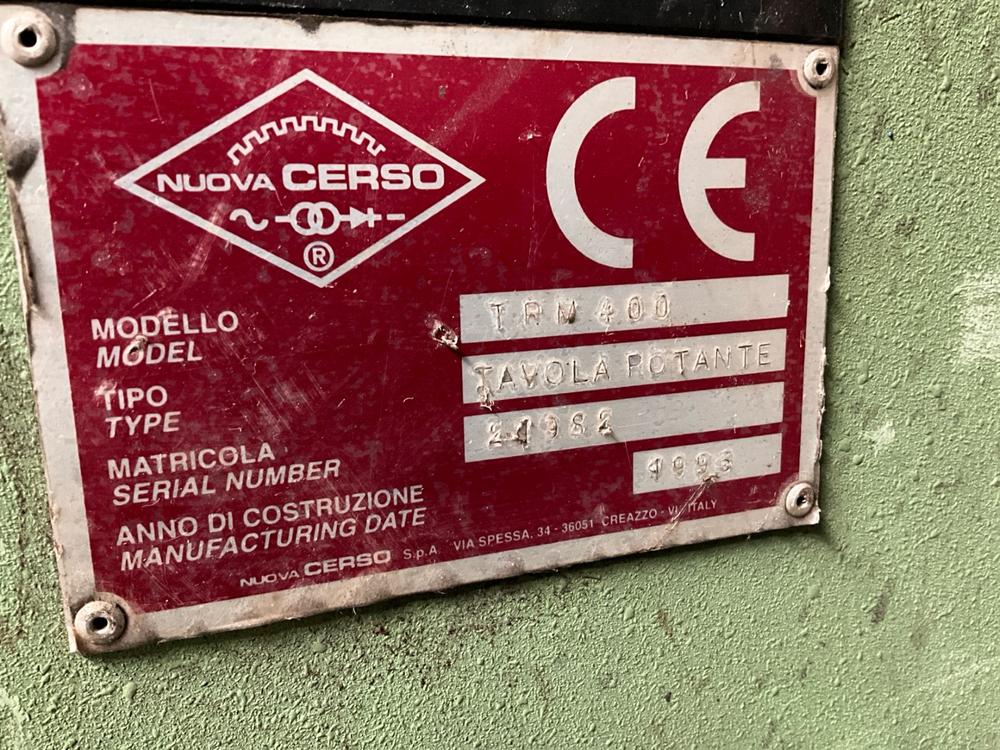 NUOVA CERSO
®
CE
MODELLO
MODEL
TRM 400
TIPO
TYPE
TAVOLA ROTANTE
MATRICOLA
SERIAL NUMBER
ANNO DI COSTRUZIONE
MANUFACTURING DATE
NUOVA CERSO S.p.A. VIA SPESSA, 34 - 36051 CREAZZO - VI - ITALY